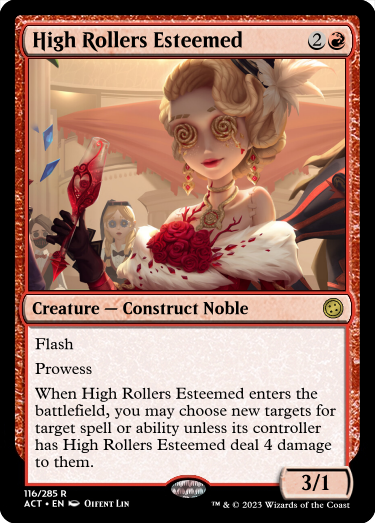 High Rollers Esteemed 2
Creature — Construct Noble
Flash
Prowess
When High Rollers Esteemed enters the
battlefield, you may choose new targets for
target spell or ability unless its controller
has High Rollers Esteemed deal 4 damage
to them.
3/1
116/285 R
ACT • EN Oifent Lin
™ & © 2023 Wizards of the Coast